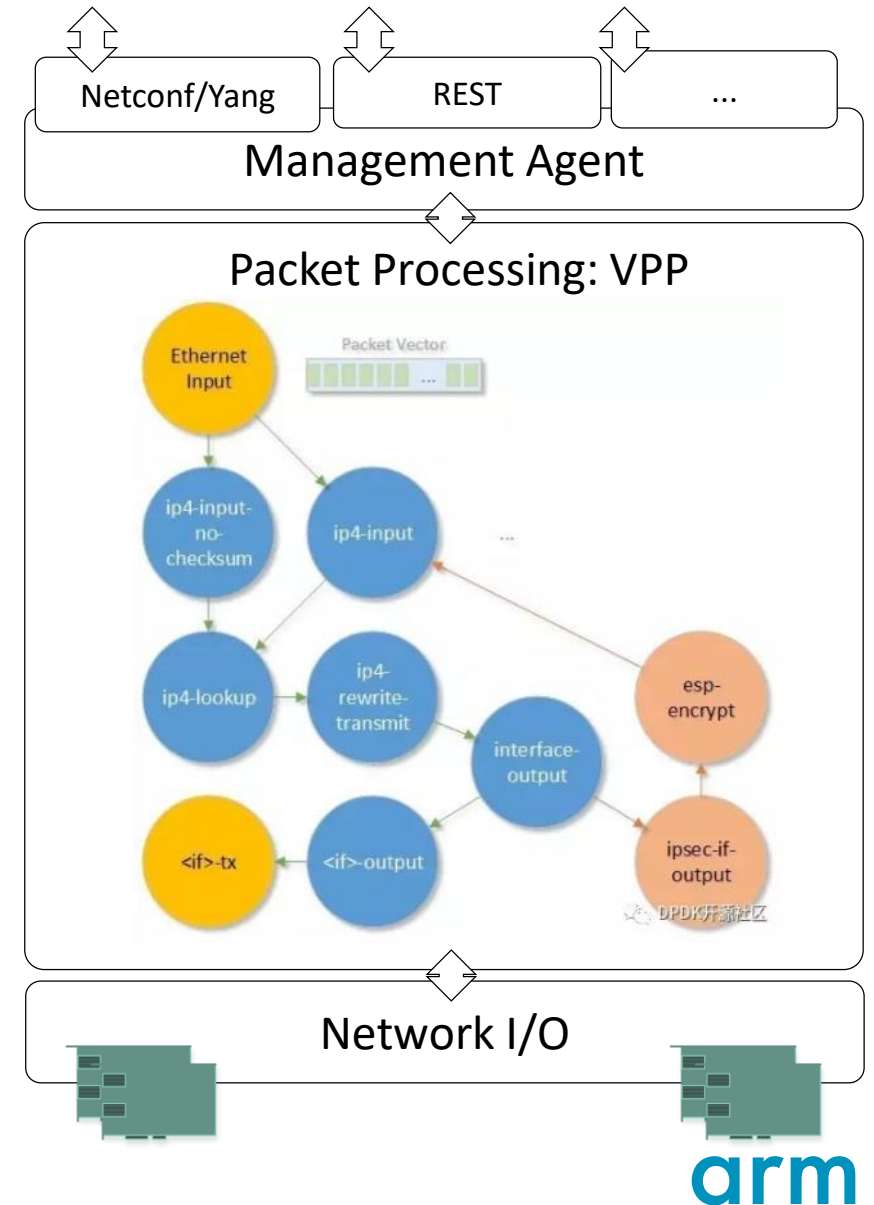 Netconf/Yang
REST
...
Management Agent
Packet Processing: VPP
Ethernet
Input
Packet Vector
...
ip4-input-
no-
checksum
ip4-input
...
ip4-lookup
ip4-
rewrite-
transmit
interface-
output
esp-
encrypt
<if>-tx
<if>-output
ipsec-if-
output
DPDK开源社区
Network I/O
arm